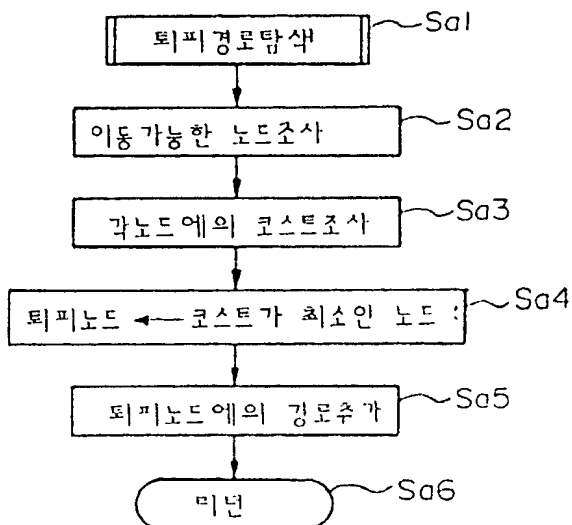 퇴피경로탐색
Sa1
이동가능한 노드조사
Sa2
각노드에의 코스트조사
Sa3
퇴피노드 ← 코스트가 최소인 노드 :
Sa4
퇴피노드에의 경로추가
Sa5
리턴
Sa6